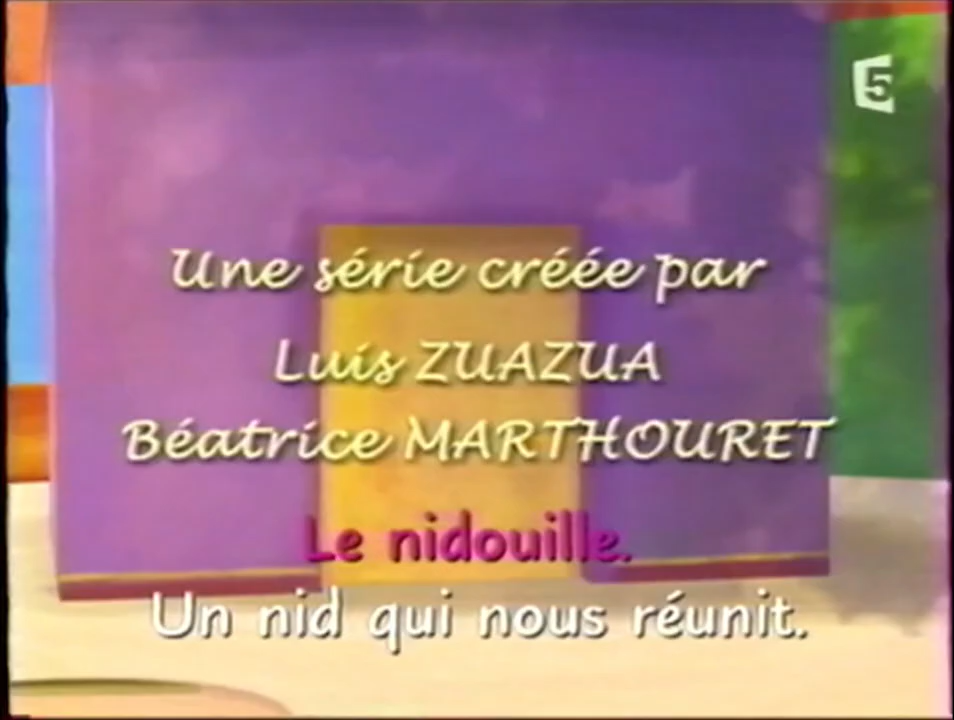 5
Une série créée par
Luis ZUAZUA
Béatrice MARTHOURET
Le nidouille.
Un nid qui nous réunit.